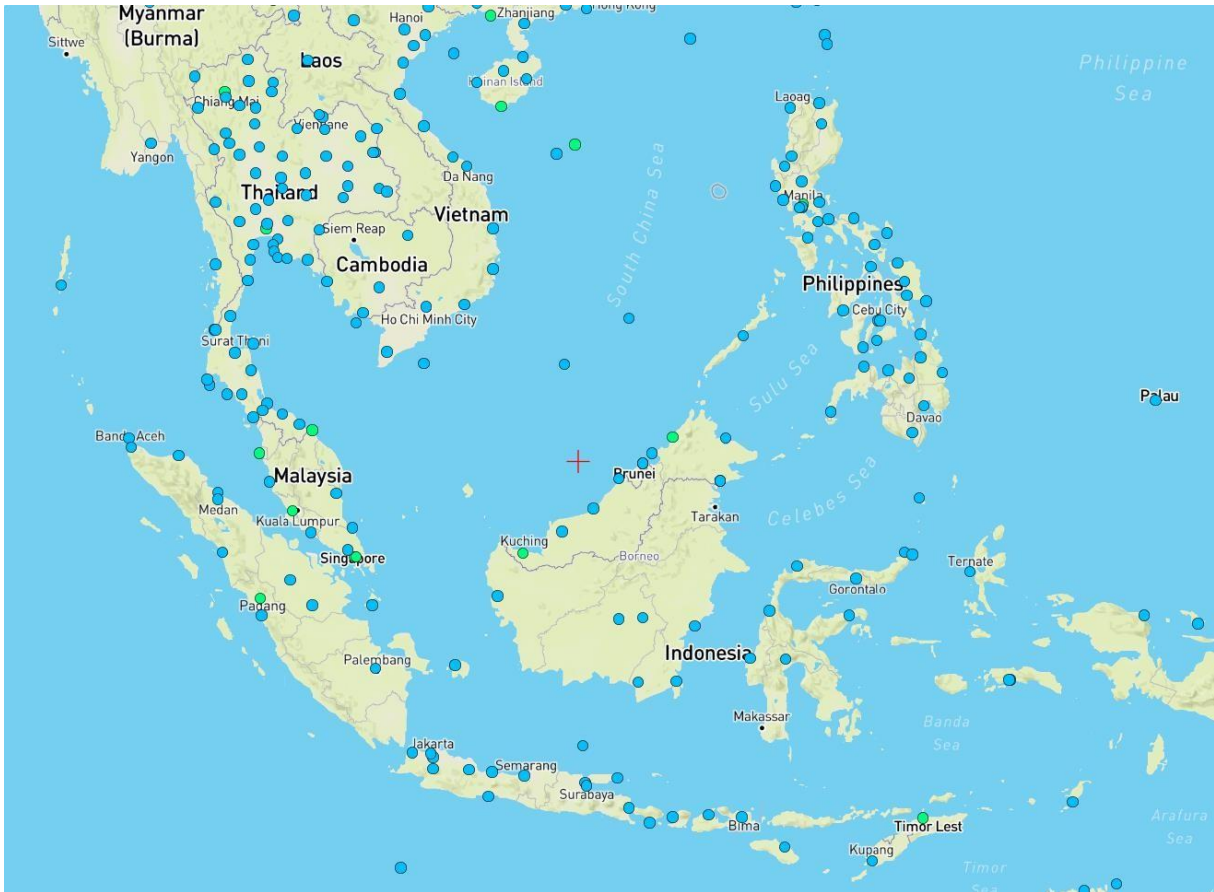 Myanmar
(Burma)
Sittwe
Hanoi
Zhanjiang
Hong Kong
Laos
Philippine
Sea
Hainan Island
Chiang Mai
Laoag
Vientiane
Yangon
Da Nang
South China Sea
Thailand
Manila
Vietnam
Siem Reap
Cambodia
Philippines
Cebu City
Ho Chi Minh City
Surat Thani
Sulu Sea
Palau
Davao
Banda Aceh
Malaysia
Brunei
Celebes Sea
Medan
Kuala Lumpur
Tarakan
Kuching
Singapore
Borneo
Ternate
Gorontalo
Padang
Palembang
Indonesia
Makassar
Banda
Sea
Jakarta
Semarang
Surabaya
Bima
Timor Lest
Arafura
Sea
Kupang
Timor
Sea